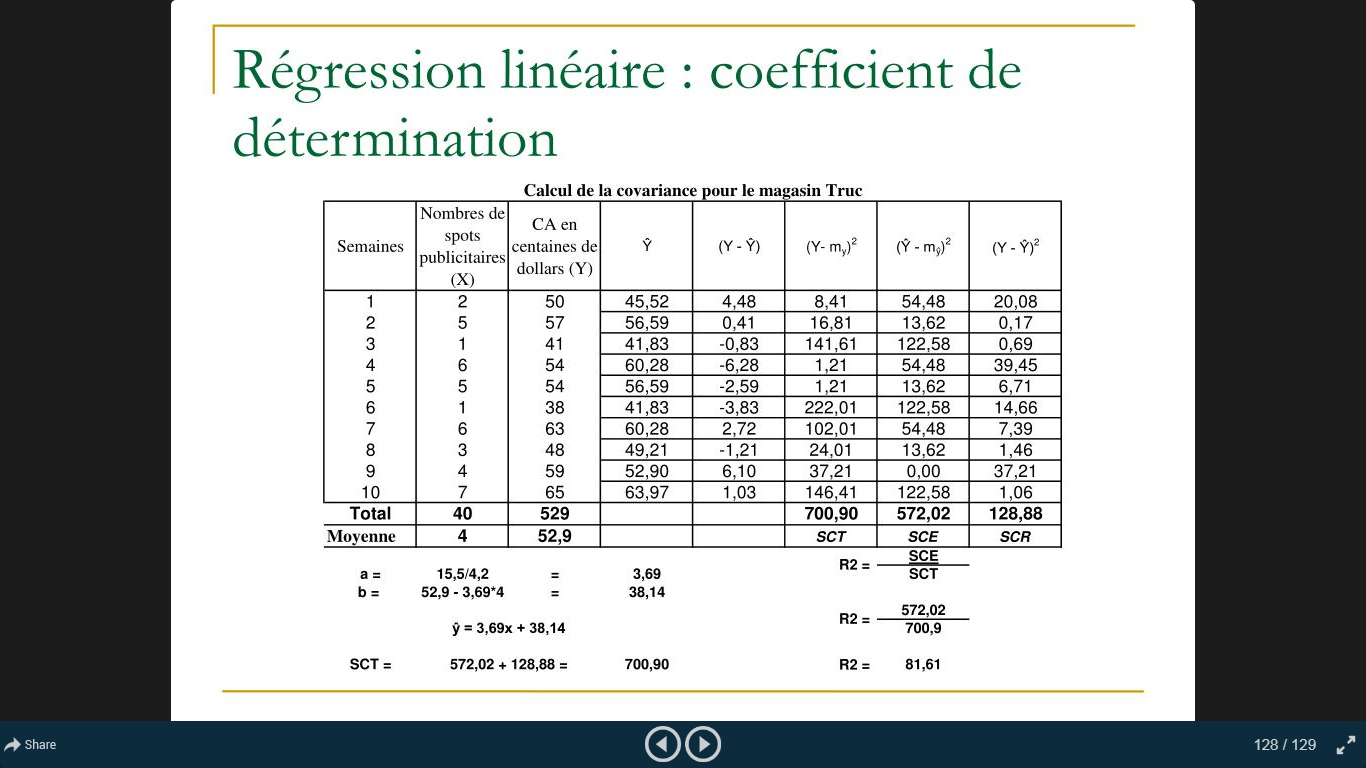 Régression linéaire : coefficient de
détermination
Calcul de la covariance pour le magasin Truc
Semaines Nombres de spots publicitaires (X) CA en centaines de dollars (Y) Ŷ (Y - Ŷ) (Y- my)² (Ŷ - mŷ)² (Y - Ŷ)²
1 2 50 45,52 4,48 8,41 54,48 20,08
2 5 57 56,59 0,41 16,81 13,62 0,17
3 1 41 41,83 -0,83 141,61 122,58 0,69
4 6 54 60,28 -6,28 1,21 54,48 39,45
5 5 54 56,59 -2,59 1,21 13,62 6,71
6 1 38 41,83 -3,83 222,01 122,58 14,66
7 6 63 60,28 2,72 102,01 54,48 7,39
8 3 48 49,21 -1,21 24,01 13,62 1,46
9 4 59 52,90 6,10 37,21 0,00 37,21
10 7 65 63,97 1,03 146,41 122,58 1,06
Total 40 529 700,90 572,02 128,88
Moyenne 4 52,9 SCT SCE SCR
a = 15,5/4,2 = 3,69
b = 52,9 - 3,69*4 = 38,14
ŷ = 3,69x + 38,14
SCT = 572,02 + 128,88 = 700,90
R2 = SCE
SCT
R2 = 572,02
700,9
R2 = 81,61
Share
128 / 129